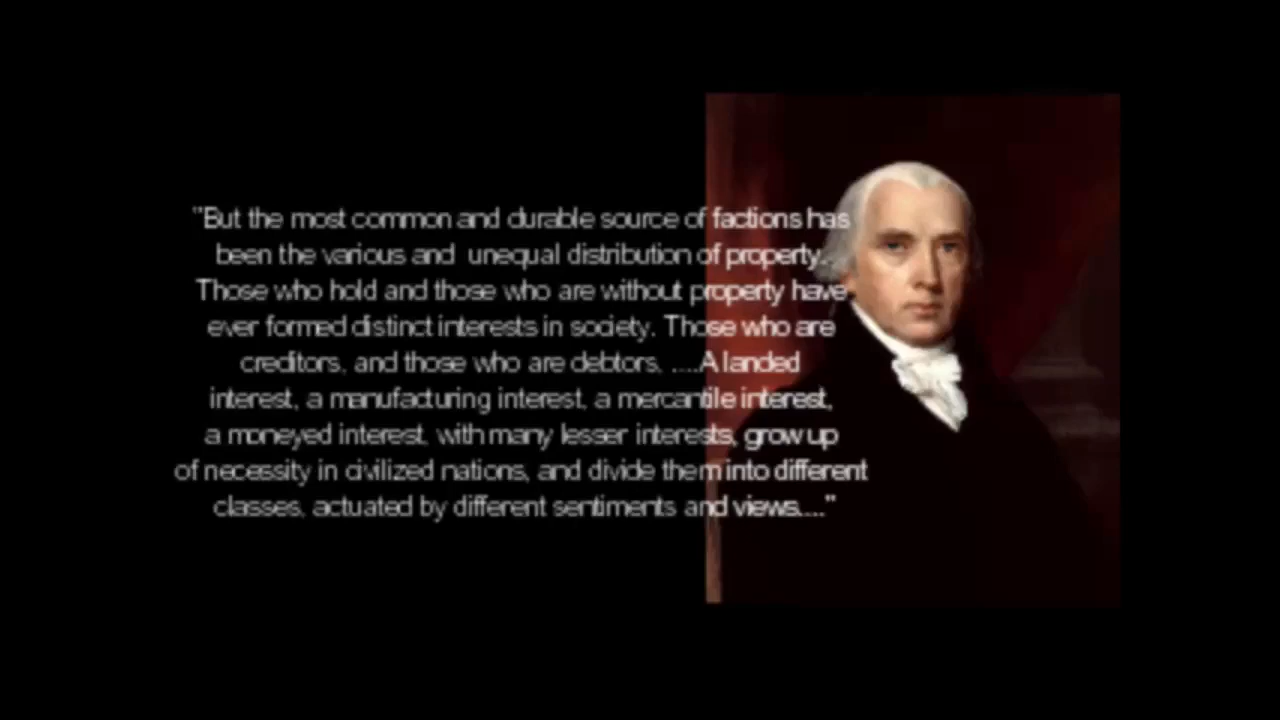 "But the most common and durable source of factions has
been the various and unequal distribution of property.
Those who hold and those who are without property have
ever formed distinct interests in society. Those who are
creditors, and those who are debtors, ....A landed
interest, a manufacturing interest, a mercantile interest,
a moneyed interest, with many lesser interests, grow up
of necessity in civilized nations, and divide them into different
classes, actuated by different sentiments and views...."